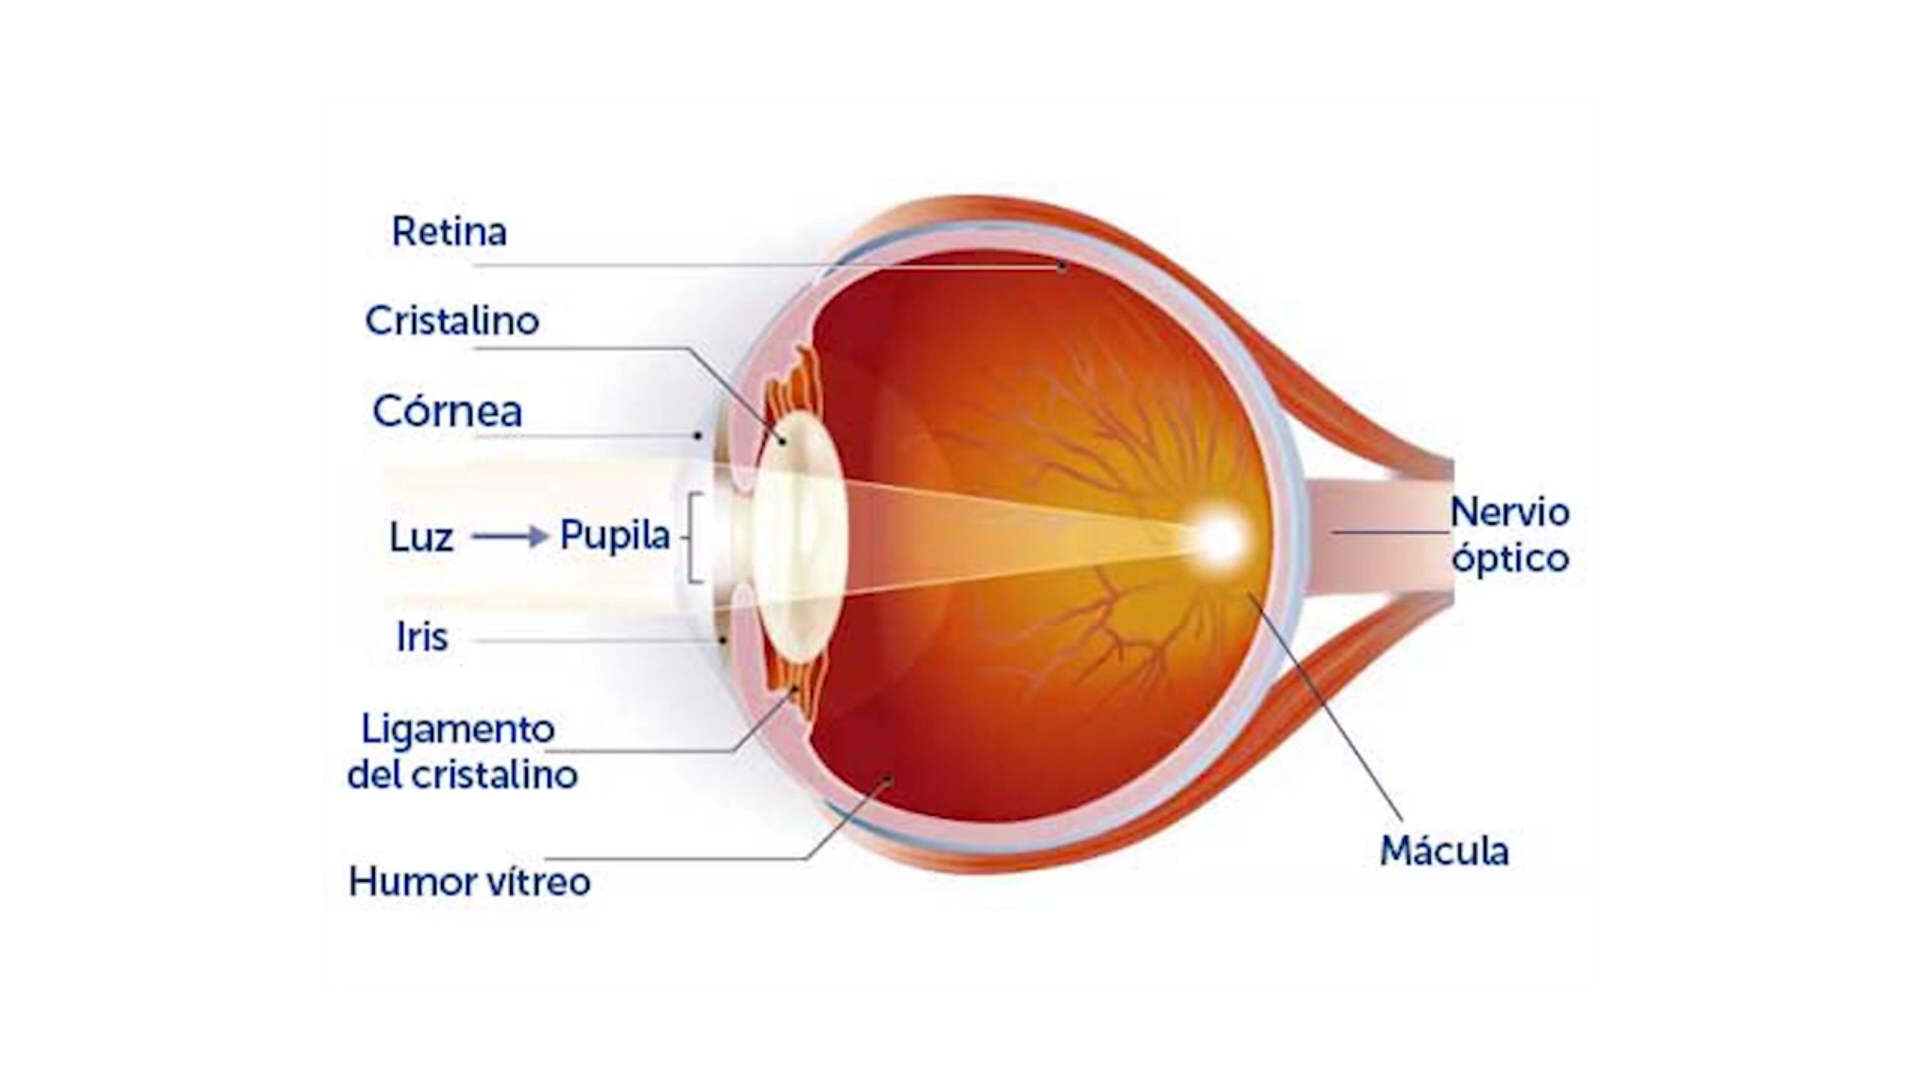 Retina
Cristalino
Córnea
Luz
Pupila
Iris
Ligamento
del cristalino
Humor vítreo
Nervio
óptico
Mácula